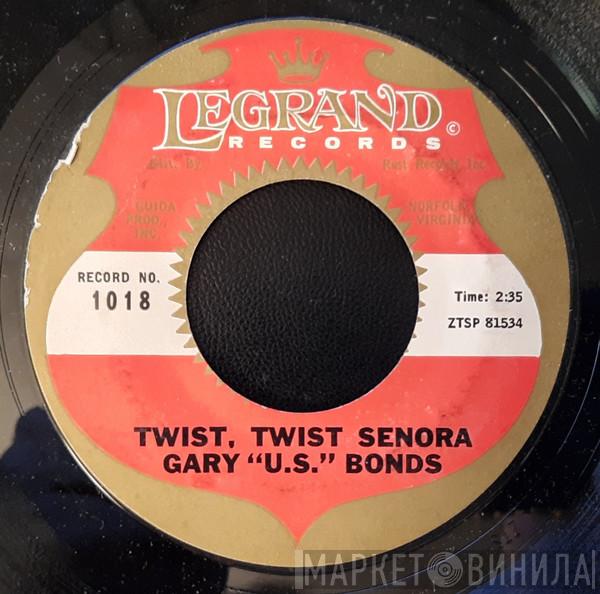 LEGRAND ©
RECORDS
Dist. By Rust Records, Inc.
GUIDA
PROD.,
INC.
NORFOLK,
VIRGINIA
RECORD NO.
1018
Time: 2:35
ZTSP 81534
TWIST, TWIST SENORA
GARY "U.S." BONDS
МАРКЕТ ВИНИЛА